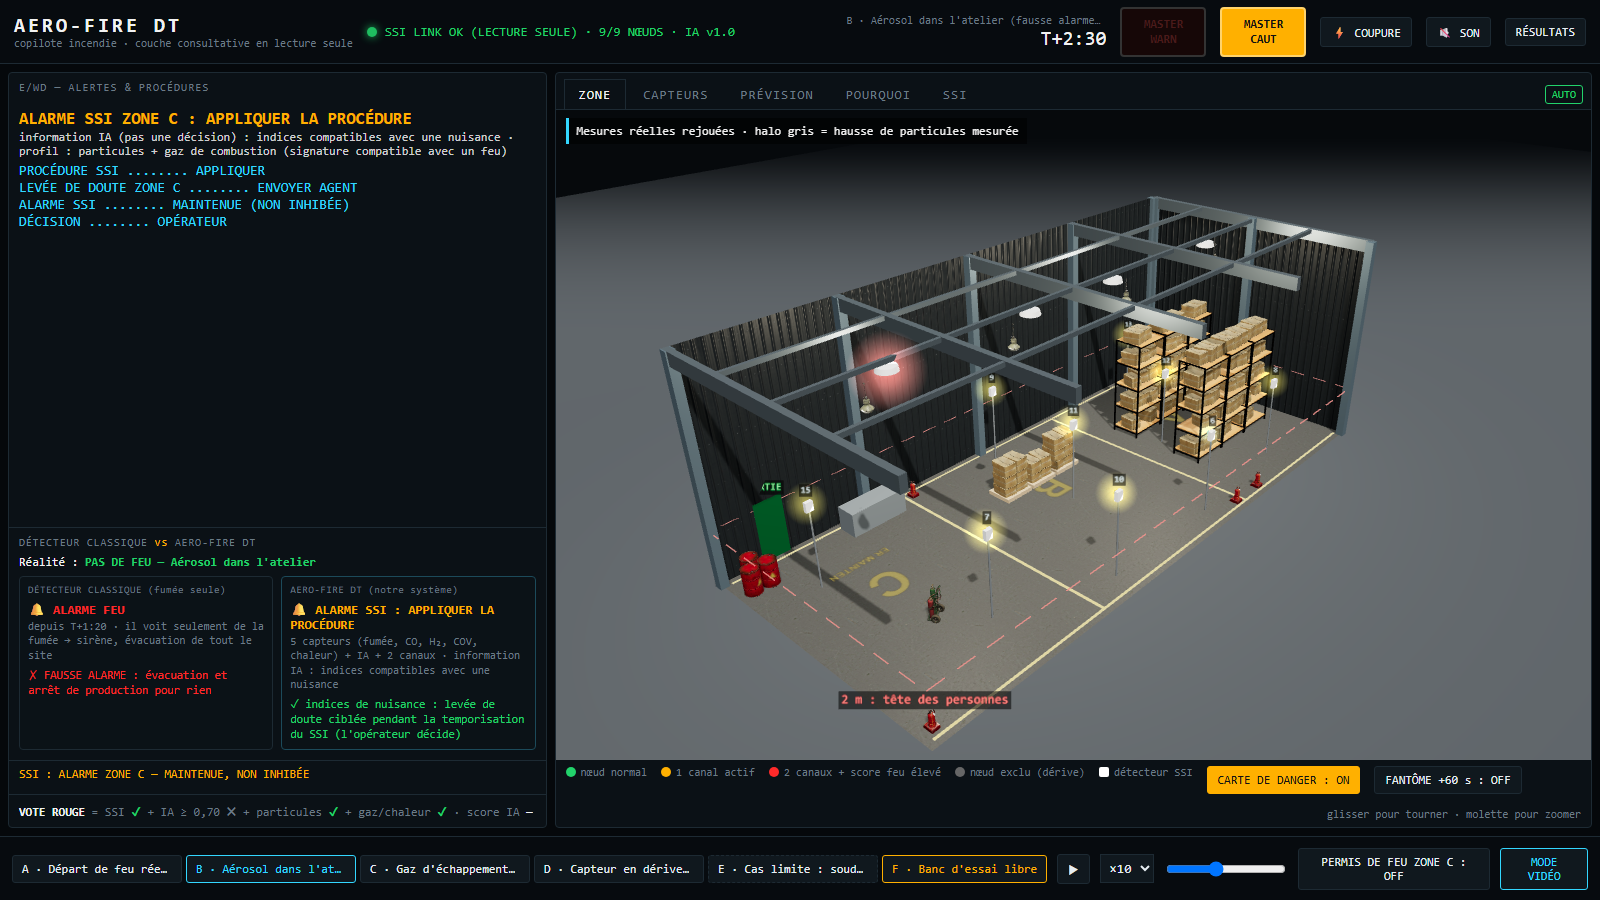 AERO-FIRE DT
copilote incendie · couche consultative en lecture seule
SSI LINK OK (LECTURE SEULE) · 9/9 NŒUDS · IA v1.0
B · Aérosol dans l'atelier (fausse alarme…
T+2:30
MASTER
WARN
MASTER
CAUT
COUPURE
SON
RÉSULTATS
E/WD — ALERTES & PROCÉDURES
ALARME SSI ZONE C : APPLIQUER LA PROCÉDURE
information IA (pas une décision) : indices compatibles avec une nuisance ·
profil : particules + gaz de combustion (signature compatible avec un feu)
PROCÉDURE SSI ........ APPLIQUER
LEVÉE DE DOUTE ZONE C ........ ENVOYER AGENT
ALARME SSI ........ MAINTENUE (NON INHIBÉE)
DÉCISION ........ OPÉRATEUR
DÉTECTEUR CLASSIQUE vs AERO-FIRE DT
Réalité : PAS DE FEU — Aérosol dans l'atelier
DÉTECTEUR CLASSIQUE (fumée seule)
ALARME FEU
depuis T+1:20 · il voit seulement de la
fumée → sirène, évacuation de tout le
site
✗ FAUSSE ALARME : évacuation et
arrêt de production pour rien
AERO-FIRE DT (notre système)
ALARME SSI : APPLIQUER LA
PROCÉDURE
5 capteurs (fumée, CO, H₂, COV,
chaleur) + IA + 2 canaux · information
IA : indices compatibles avec une
nuisance
✓ indices de nuisance : levée de
doute ciblée pendant la temporisation
du SSI (l'opérateur décide)
SSI : ALARME ZONE C — MAINTENUE, NON INHIBÉE
VOTE ROUGE = SSI ✓ + IA ≥ 0,70 ✕ + particules ✓ + gaz/chaleur ✓ · score IA —
ZONE
CAPTEURS
PRÉVISION
POURQUOI
SSI
AUTO
Mesures réelles rejouées · halo gris = hausse de particules mesurée
9
11
10
15
7
TIE
B
C
EN MAINTEN
2 m : tête des personnes
nœud normal
1 canal actif
2 canaux + score feu élevé
nœud exclu (dérive)
détecteur SSI
CARTE DE DANGER : ON
FANTÔME +60 s : OFF
glisser pour tourner · molette pour zoomer
A · Départ de feu rée…
B · Aérosol dans l'at…
C · Gaz d'échappement…
D · Capteur en dérive…
E · Cas limite : soud…
F · Banc d'essai libre
x10
PERMIS DE FEU ZONE C :
OFF
MODE
VIDÉO